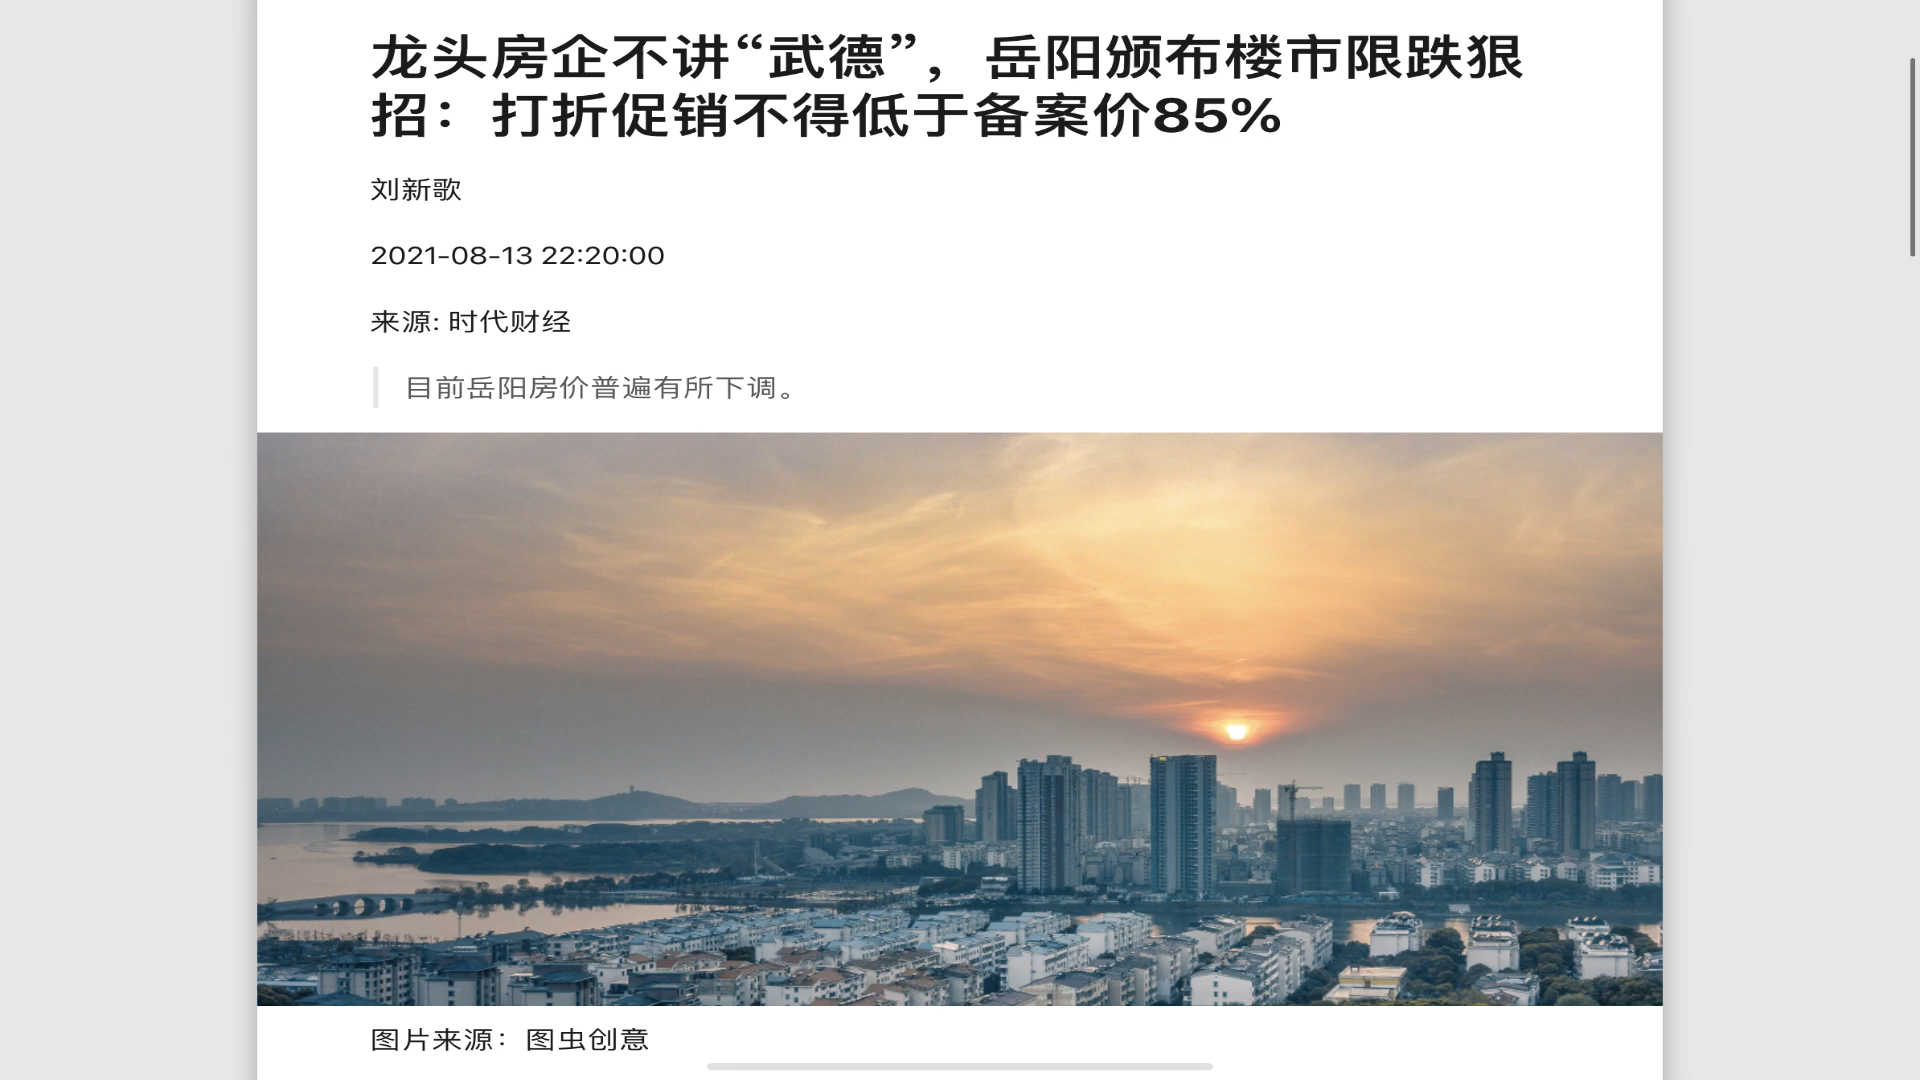 龙头房企不讲“武德”，岳阳颁布楼市限跌狠
招：打折促销不得低于备案价85%
刘新歌
2021-08-13 22:20:00
来源: 时代财经
目前岳阳房价普遍有所下调。
图片来源：图虫创意